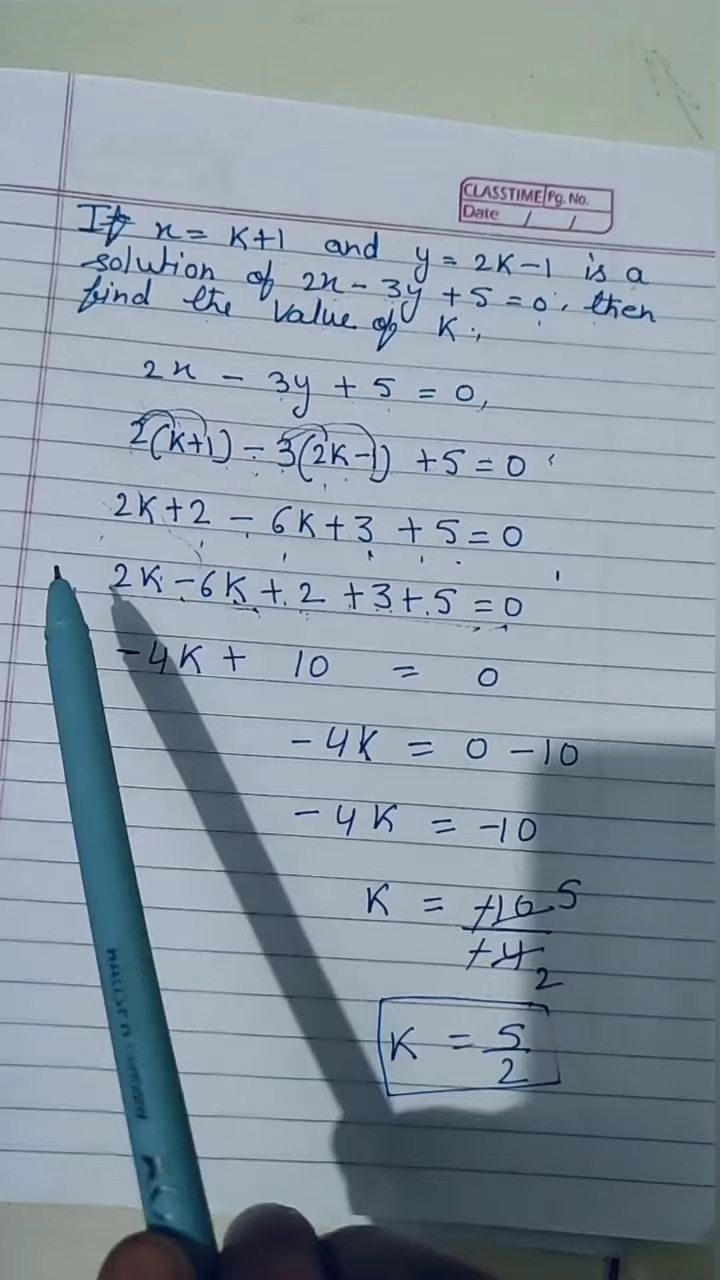 CLASSTIME Pg. No.
Date / /
If x = K+1 and y = 2K-1 is a
solution of 2x - 3y + 5 = 0, then
find the value of K.
2x - 3y + 5 = 0,
2(K+1) - 3(2K-1) + 5 = 0
2K+2 - 6K+3 + 5 = 0
2K - 6K + 2 + 3 + 5 = 0
-4K + 10 = 0
-4K = 0 - 10
-4K = -10
K = +10 5
+4 2
K = 5/2